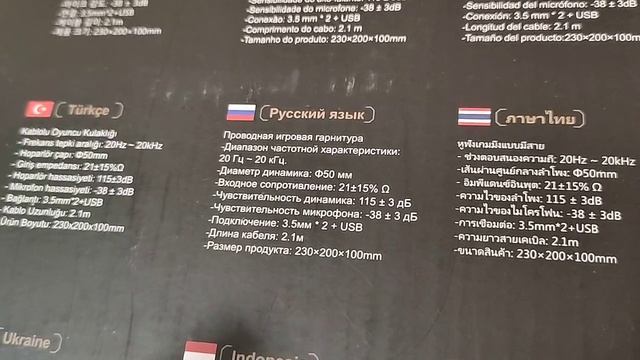 -3.5mm*2+USB
2.1m
230×200×100mm
-Sensibilidade do microfone: -38 ± 3dB
-Conexão: 3.5 mm * 2 + USB
-Comprimento do cabo: 2.1 m
-Tamanho do produto: 230×200×100mm
-Sensibilidad del micrófono: -38 ± 3dB
-Conexión: 3.5 mm * 2 + USB
-Longitud del cable: 2.1 m
-Tamaño del producto:230×200×100mm
Türkçe
Kablolu Oyuncu Kulaklığı
-Frekans tepki aralığı: 20Hz ~ 20kHz
-Hoparlör çapı: Φ50mm
-Giriş empedansı: 21±15%Ω
-Hoparlör hassasiyeti: 115±3dB
-Mikrofon hassasiyeti: -38 ± 3dB
-Bağlantı: 3.5mm*2+USB
-Kablo Uzunluğu: 2.1m
-Ürün Boyutu: 230x200x100mm
Русский язык
Проводная игровая гарнитура
-Диапазон частотной характеристики:
20 Гц ~ 20 кГц.
-Диаметр динамика: Φ50 мм
-Входное сопротивление: 21±15% Ω
-Чувствительность динамика: 115 ± 3 дБ
-Чувствительность микрофона: -38 ± 3 дБ
-Подключение: 3.5мм * 2 + USB
-Длина кабеля: 2.1м
-Размер продукта: 230×200×100mm
ภาษาไทย
หูฟังเกมมิ่งแบบมีสาย
- ช่วงตอบสนองความถี่: 20Hz ~ 20kHz
-เส้นผ่านศูนย์กลางลำโพง: Φ50mm
- อิมพีแดนซ์อินพุต: 21±15% Ω
-ความไวของลำโพง: 115 ± 3dB
-ความไวของไมโครโฟน: -38 ± 3dB
-การเชื่อมต่อ: 3.5mm*2+USB
-ความยาวสายเคเบิล: 2.1m
-ขนาดสินค้า: 230×200×100mm
Ukraine
Indonesia